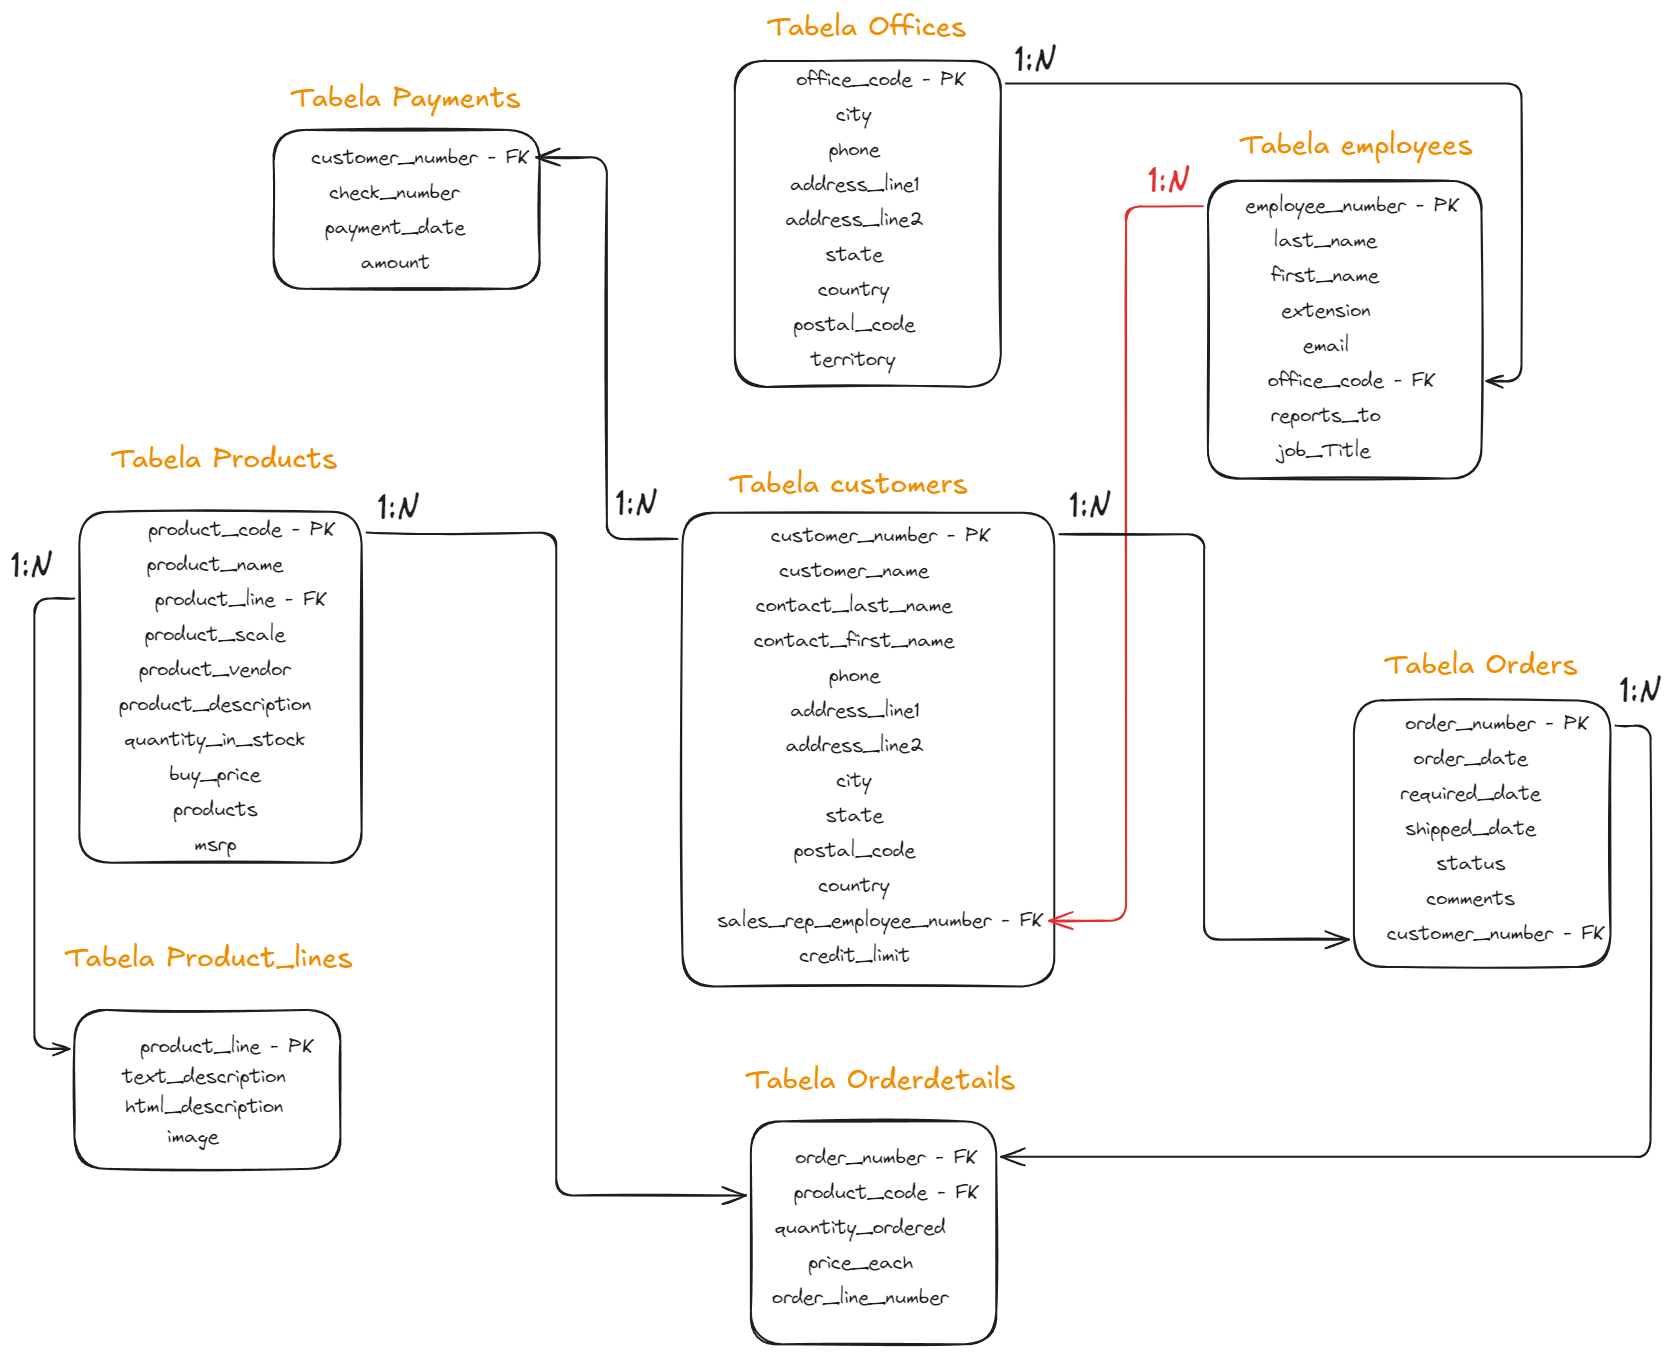 Tabela Offices
1:N
office_code - PK
city
phone
address_line1
address_line2
state
country
postal_code
territory
Tabela Payments
customer_number - FK
check_number
payment_date
amount
Tabela employees
1:N
employee_number - PK
last_name
first_name
extension
email
office_code - FK
reports_to
job_Title
Tabela Products
1:N
1:N
product_code - PK
product_name
product_line - FK
product_scale
product_vendor
product_description
quantity_in_stock
buy_price
products
msrp
Tabela customers
1:N
1:N
customer_number - PK
customer_name
contact_last_name
contact_first_name
phone
address_line1
address_line2
city
state
postal_code
country
sales_rep_employee_number - FK
credit_limit
Tabela Orders
1:N
order_number - PK
order_date
required_date
shipped_date
status
comments
customer_number - FK
Tabela Product_lines
product_line - PK
text_description
html_description
image
Tabela Orderdetails
order_number - FK
product_code - FK
quantity_ordered
price_each
order_line_number